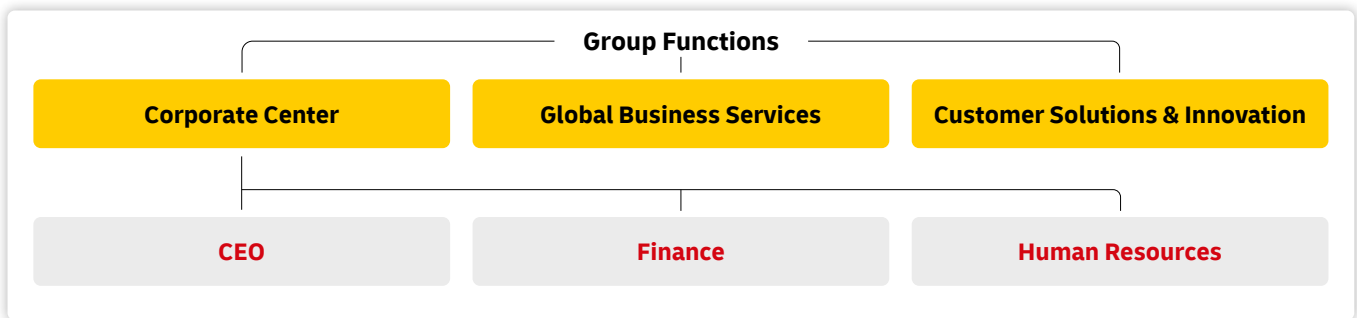 Group Functions
Corporate Center
Global Business Services
Customer Solutions & Innovation
CEO
Finance
Human Resources